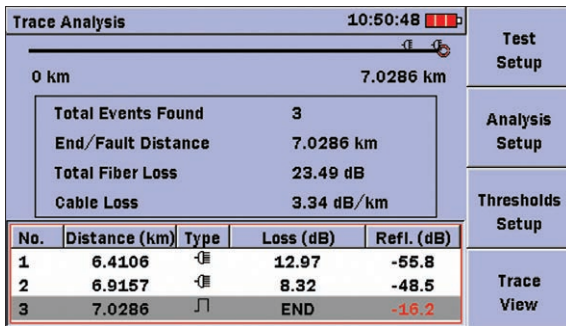 Trace Analysis 10:50:48
0 km 7.0286 km
Total Events Found 3
End/Fault Distance 7.0286 km
Total Fiber Loss 23.49 dB
Cable Loss 3.34 dB/km
No. Distance (km) Type Loss (dB) Refl. (dB)
1 6.4106 12.97 -55.8
2 6.9157 8.32 -48.5
3 7.0286 END -16.2
Test
Setup
Analysis
Setup
Thresholds
Setup
Trace
View